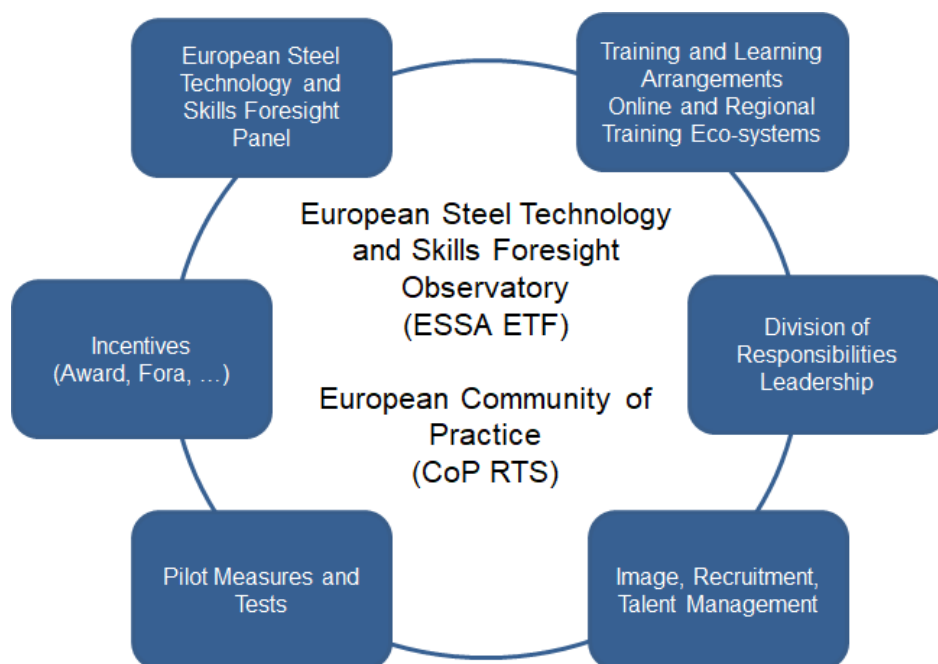 European Steel
Technology and
Skills Foresight
Panel
Training and Learning
Arrangements
Online and Regional
Training Eco-systems
European Steel Technology
and Skills Foresight
Observatory
(ESSA ETF)
Incentives
(Award, Fora, ...)
Division of
Responsibilities
Leadership
European Community of
Practice
(CoP RTS)
Pilot Measures and
Tests
Image, Recruitment,
Talent Management